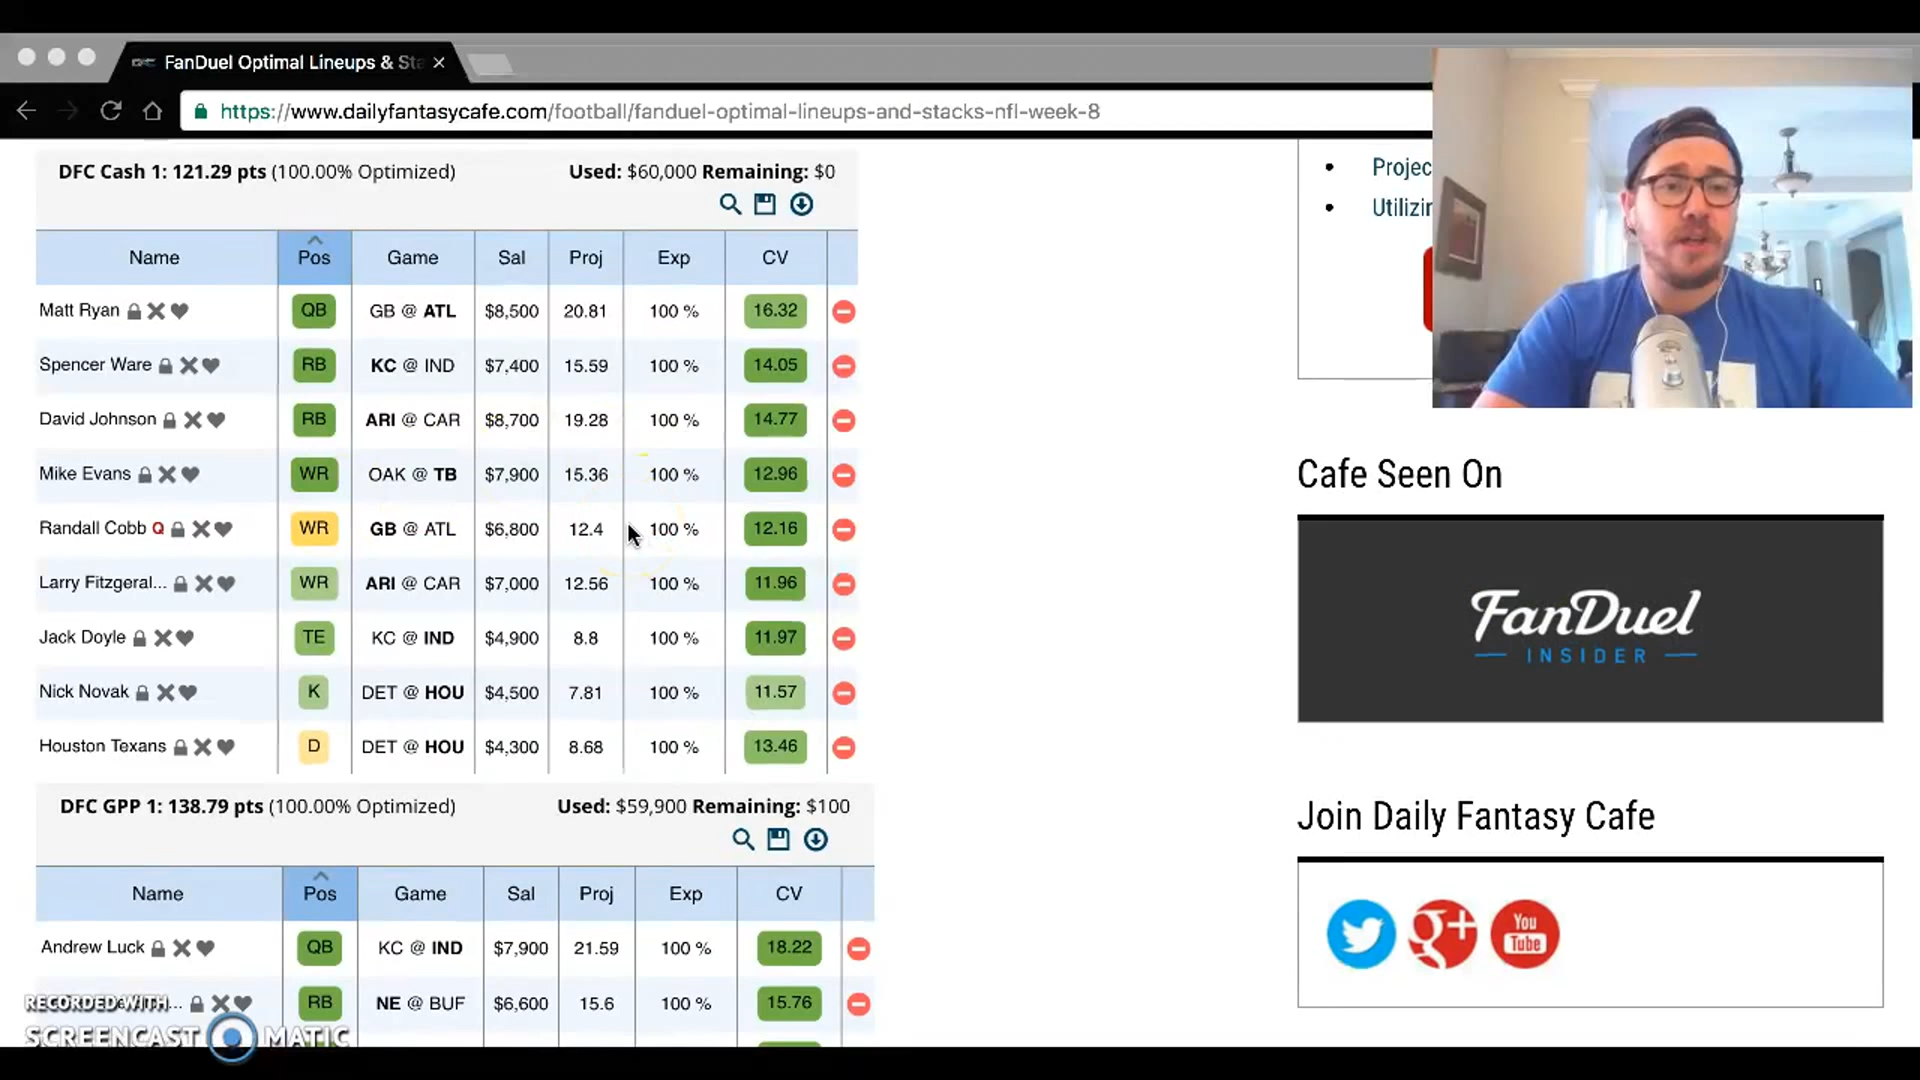 FanDuel Optimal Lineups & Sta
https://www.dailyfantasycafe.com/football/fanduel-optimal-lineups-and-stacks-nfl-week-8
DFC Cash 1: 121.29 pts (100.00% Optimized) Used: $60,000 Remaining: $0
Name Pos Game Sal Proj Exp CV
Matt Ryan QB GB @ ATL $8,500 20.81 100 % 16.32
Spencer Ware RB KC @ IND $7,400 15.59 100 % 14.05
David Johnson RB ARI @ CAR $8,700 19.28 100 % 14.77
Mike Evans WR OAK @ TB $7,900 15.36 100 % 12.96
Randall Cobb Q WR GB @ ATL $6,800 12.4 100 % 12.16
Larry Fitzgeral... WR ARI @ CAR $7,000 12.56 100 % 11.96
Jack Doyle TE KC @ IND $4,900 8.8 100 % 11.97
Nick Novak K DET @ HOU $4,500 7.81 100 % 11.57
Houston Texans D DET @ HOU $4,300 8.68 100 % 13.46
DFC GPP 1: 138.79 pts (100.00% Optimized) Used: $59,900 Remaining: $100
Name Pos Game Sal Proj Exp CV
Andrew Luck QB KC @ IND $7,900 21.59 100 % 18.22
... RB NE @ BUF $6,600 15.6 100 % 15.76
RECORDED WITH
SCREENCAST MATIC
Projec
Utilizin
Cafe Seen On
FanDuel
INSIDER
Join Daily Fantasy Cafe
You
Tube